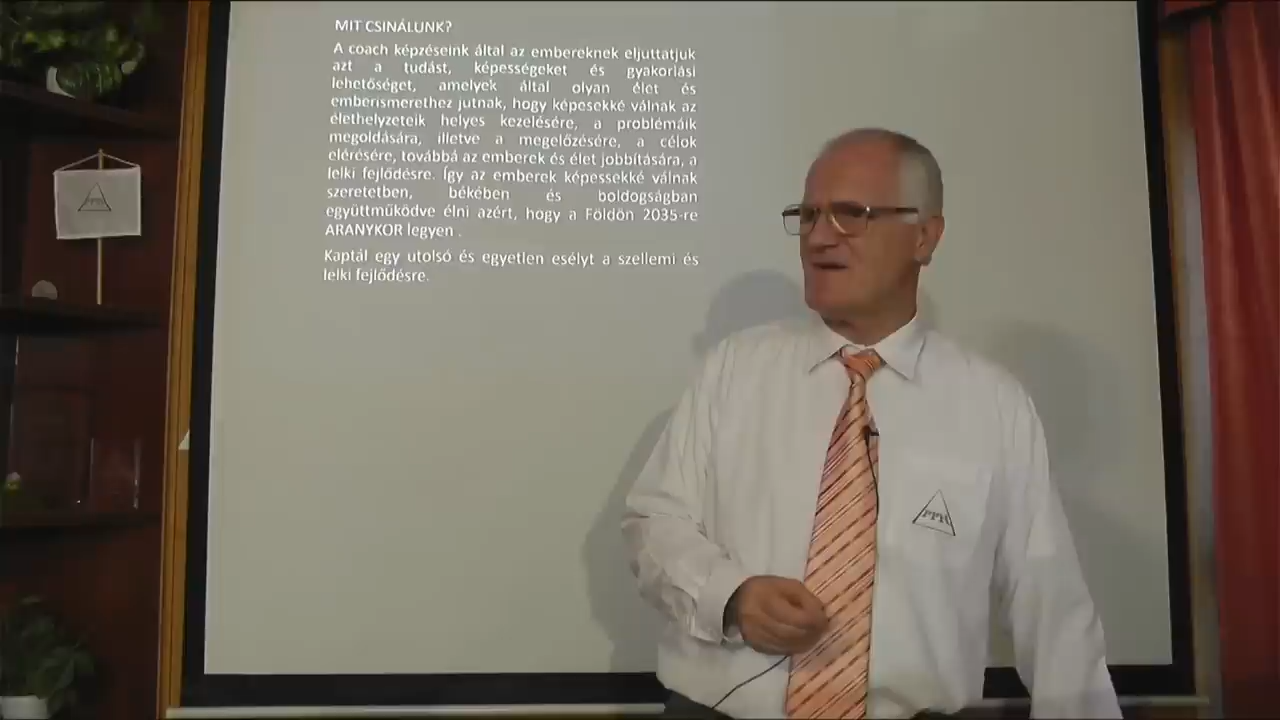 MIT CSINÁLUNK?
A coach képzéseink által az embereknek eljuttatjuk
azt a tudást, képességeket és gyakorlási
lehetőséget, amelyek által olyan élet és
emberismerethez jutnak, hogy képesekké válnak az
élethelyzeteik helyes kezelésére, a problémáik
megoldására, illetve a megelőzésére, a célok
elérésére, továbbá az emberek és élet jobbítására, a
lelki fejlődésre. Így az emberek képessekké válnak
szeretetben, békében és boldogságban
együttműködve élni azért, hogy a Földön 2035-re
ARANYKOR legyen .
Kaptál egy utolsó és egyetlen esélyt a szellemi és
lelki fejlődésre.